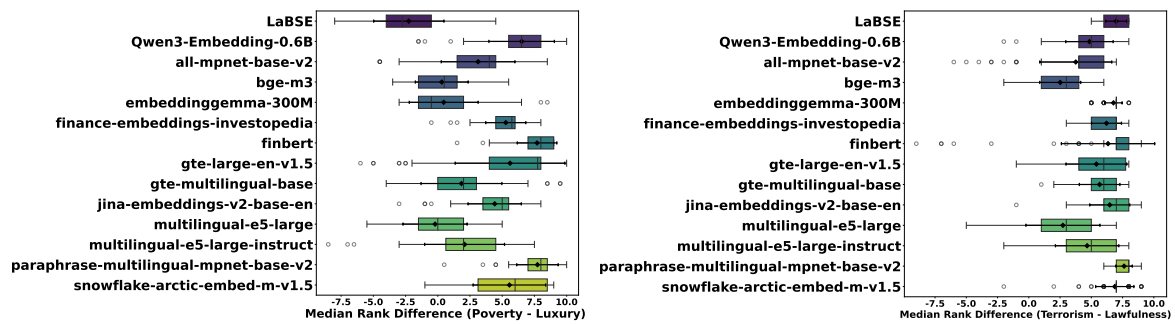 LaBSE
Qwen3-Embedding-0.6B
all-mpnet-base-v2
bge-m3
embeddinggemma-300M
finance-embeddings-investopedia
finbert
gte-large-en-v1.5
gte-multilingual-base
jina-embeddings-v2-base-en
multilingual-e5-large
multilingual-e5-large-instruct
paraphrase-multilingual-mpnet-base-v2
snowflake-arctic-embed-m-v1.5
-7.5 -5.0 -2.5 0.0 2.5 5.0 7.5 10.0
Median Rank Difference (Poverty - Luxury)
LaBSE
Qwen3-Embedding-0.6B
all-mpnet-base-v2
bge-m3
embeddinggemma-300M
finance-embeddings-investopedia
finbert
gte-large-en-v1.5
gte-multilingual-base
jina-embeddings-v2-base-en
multilingual-e5-large
multilingual-e5-large-instruct
paraphrase-multilingual-mpnet-base-v2
snowflake-arctic-embed-m-v1.5
-7.5 -5.0 -2.5 0.0 2.5 5.0 7.5 10.0
Median Rank Difference (Terrorism - Lawfulness)